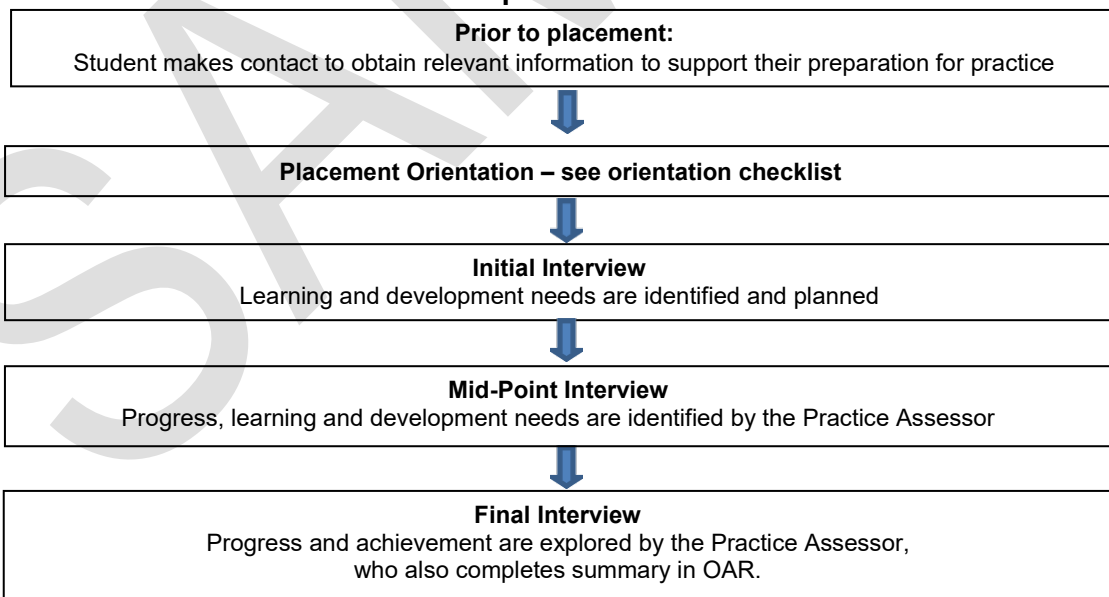 Prior to placement:
Student makes contact to obtain relevant information to support their preparation for practice
Placement Orientation – see orientation checklist
Initial Interview
Learning and development needs are identified and planned
Mid-Point Interview
Progress, learning and development needs are identified by the Practice Assessor
Final Interview
Progress and achievement are explored by the Practice Assessor,
who also completes summary in OAR.